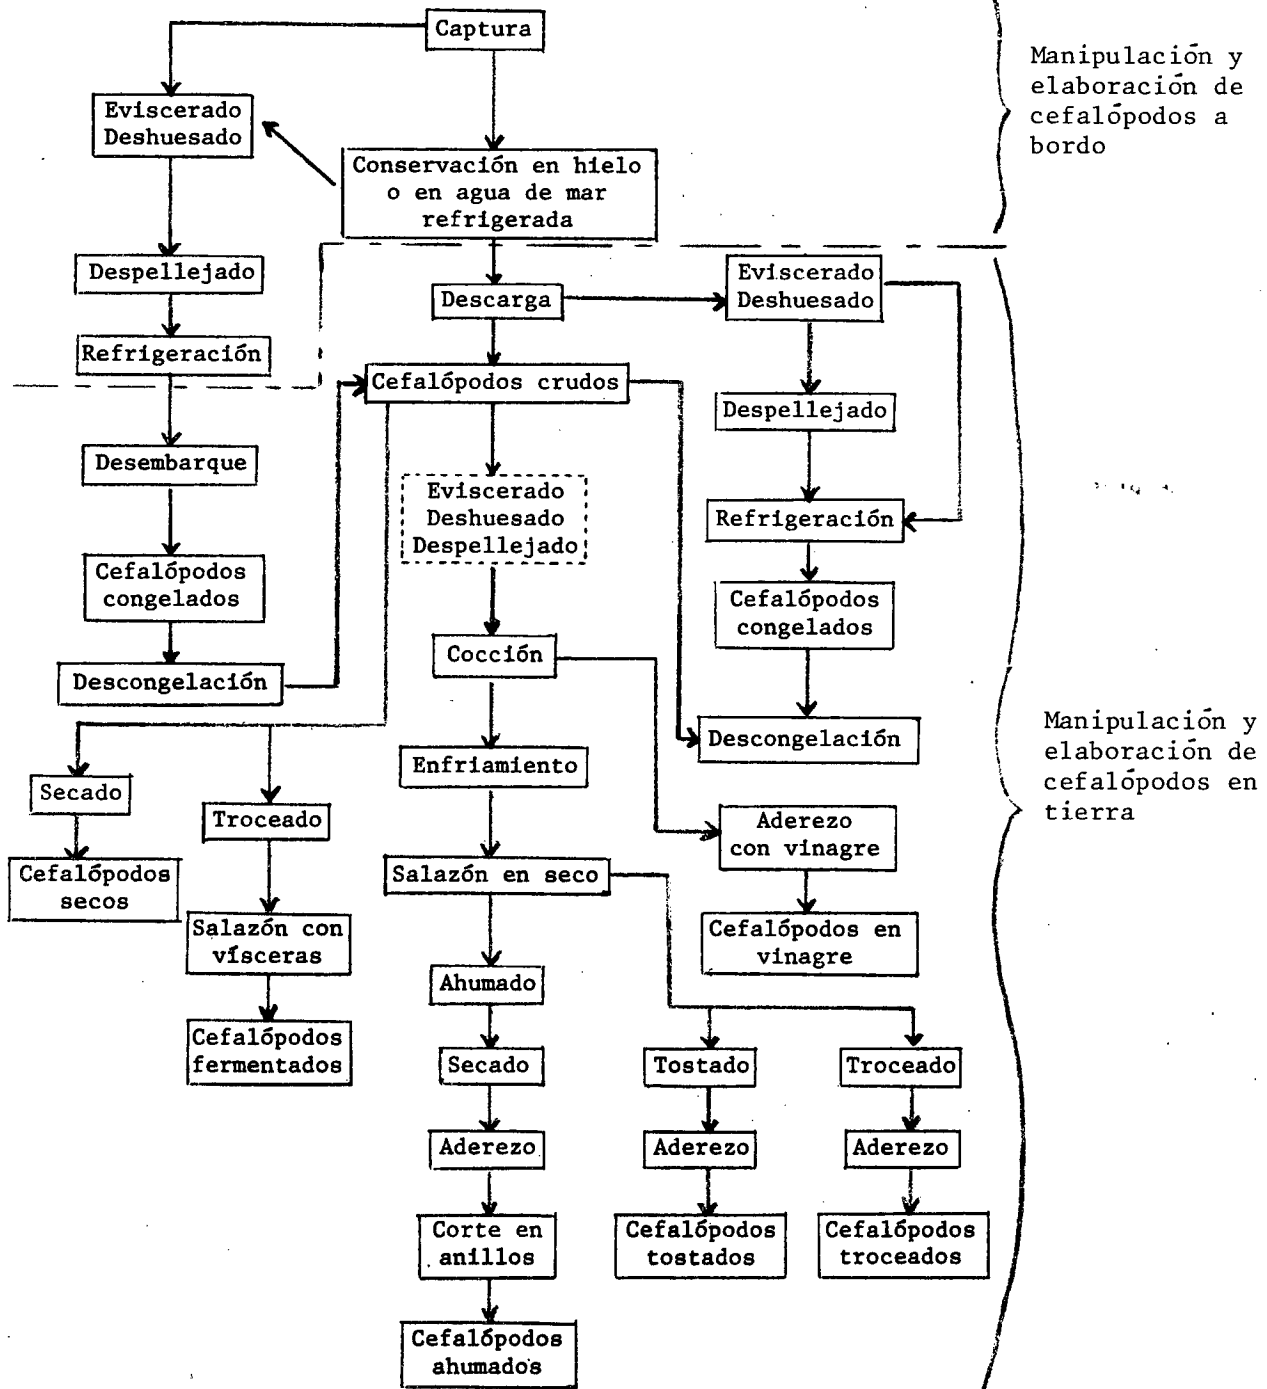 Captura
Manipulación y
elaboración de
cefalópodos a
bordo
Eviscerado
Deshuesado
Conservación en hielo
o en agua de mar
refrigerada
Despellejado
Refrigeración
Descarga
Eviscerado
Deshuesado
Cefalópodos crudos
Despellejado
Desembarque
Eviscerado
Deshuesado
Despellejado
Refrigeración
Cefalópodos
congelados
Cefalópodos
congelados
Cocción
Descongelación
Descongelación
Manipulación y
elaboración de
cefalópodos en
tierra
Enfriamiento
Secado
Troceado
Aderezo
con vinagre
Cefalópodos
secos
Salazón en seco
Salazón con
vísceras
Cefalópodos en
vinagre
Ahumado
Cefalópodos
fermentados
Secado
Tostado
Troceado
Aderezo
Aderezo
Aderezo
Corte en
anillos
Cefalópodos
tostados
Cefalópodos
troceados
Cefalópodos
ahumados